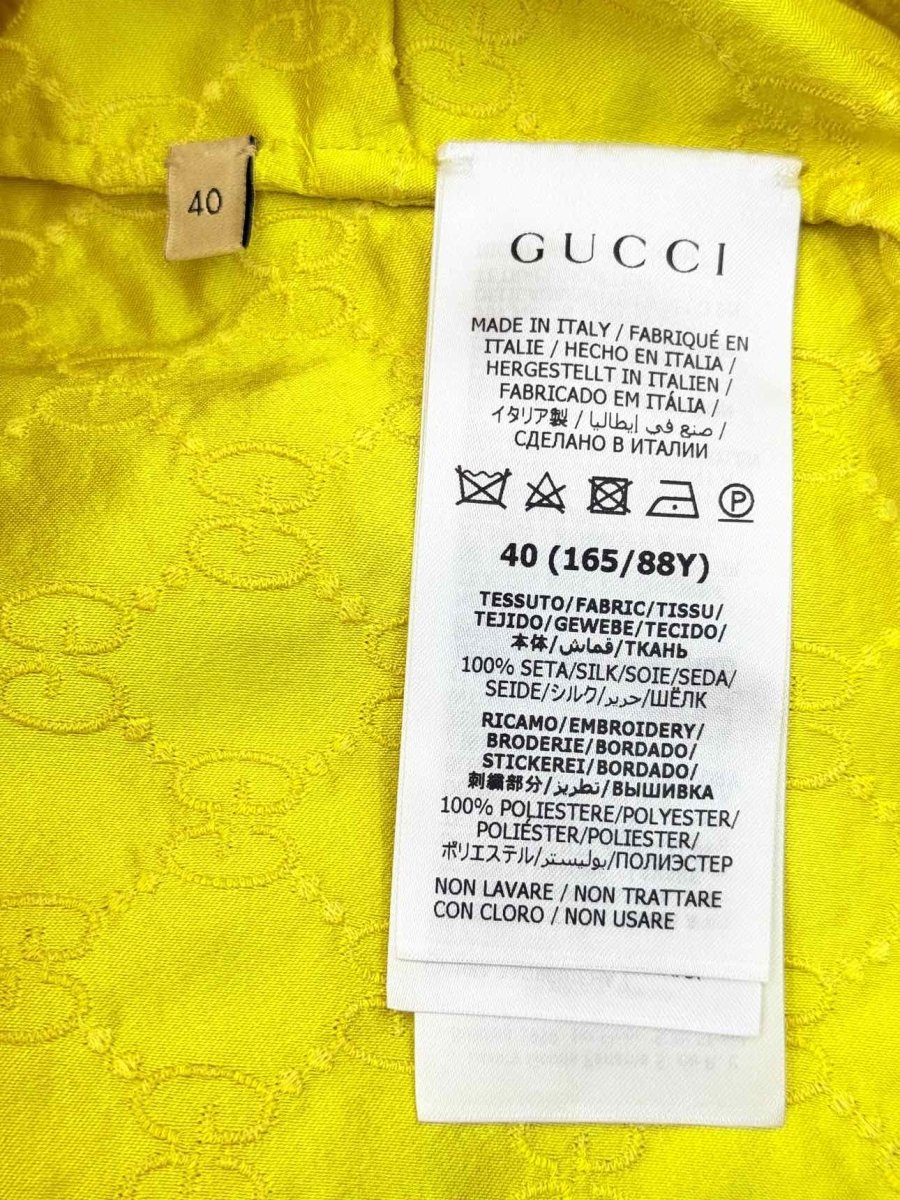 40
GUCCI
MADE IN ITALY / FABRIQUÉ EN
ITALIE / HECHO EN ITALIA /
HERGESTELLT IN ITALIEN /
FABRICADO EM ITÁLIA /
イタリア製 / صنع في إيطاليا /
СДЕЛАНО В ИТАЛИИ
P
40 (165/88Y)
TESSUTO/FABRIC/TISSU/
TEJIDO/GEWEBE/TECIDO/
本体/قماش/ТКАНЬ
100% SETA/SILK/SOIE/SEDA/
SEIDE/シルク/حرير/ШЁЛК
RICAMO/EMBROIDERY/
BRODERIE/BORDADO/
STICKEREI/BORDADO/
刺繍部分/تطريز/ВЫШИВКА
100% POLIESTERE/POLYESTER/
POLIÉSTER/POLIESTER/
ポリエステル/بوليستر/ПОЛИЭСТЕР
NON LAVARE / NON TRATTARE
CON CLORO / NON USARE